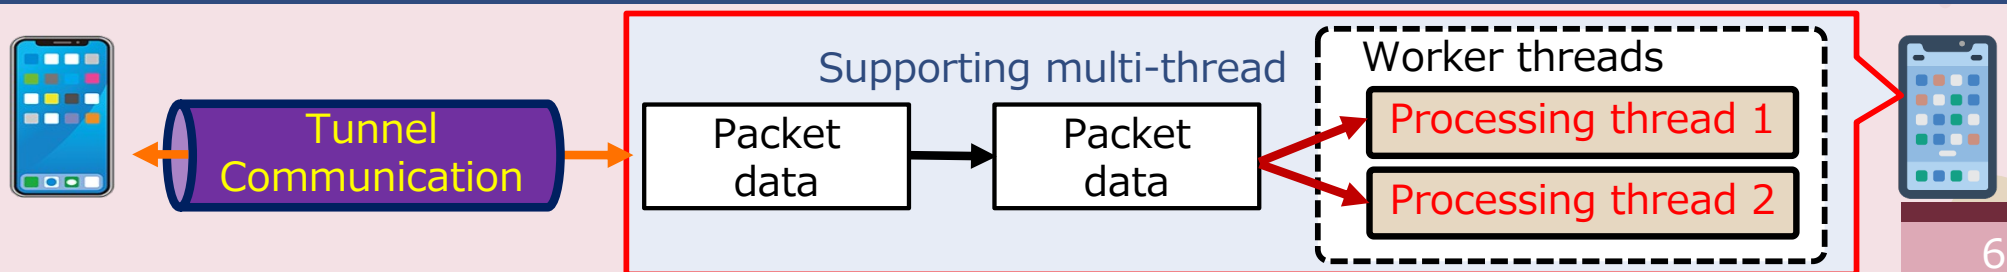 Supporting multi-thread
Worker threads
Tunnel
Communication
Packet
data
Packet
data
Processing thread 1
Processing thread 2
6